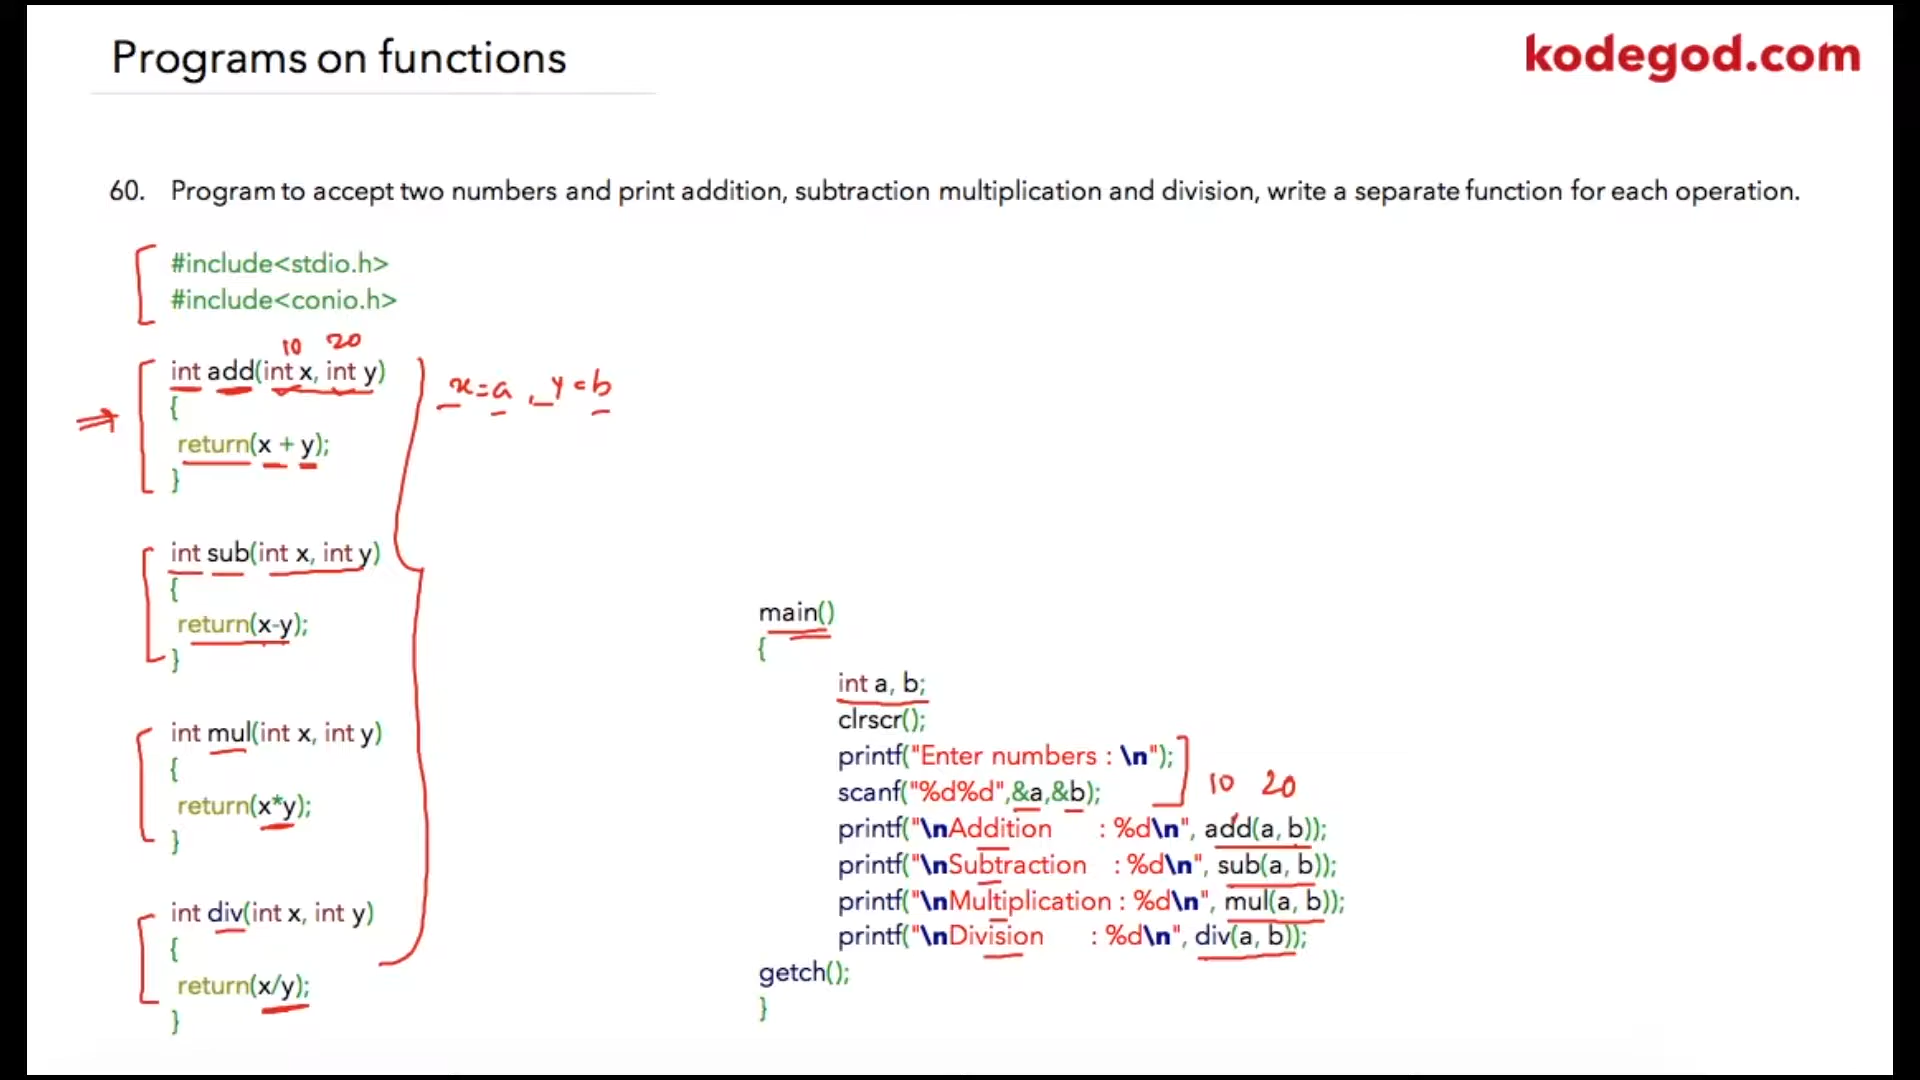 Programs on functions
kodegod.com
60. Program to accept two numbers and print addition, subtraction multiplication and division, write a separate function for each operation.
#include<stdio.h>
#include<conio.h>
10 20
int add(int x, int y)
x=a , y=b
{
return(x + y);
}
int sub(int x, int y)
{
return(x-y);
}
int mul(int x, int y)
{
return(x*y);
}
int div(int x, int y)
{
return(x/y);
}
main()
{
int a, b;
clrscr();
printf("Enter numbers : \n");
scanf("%d%d",&a,&b);
10 20
printf("\nAddition : %d\n", add(a, b));
printf("\nSubtraction : %d\n", sub(a, b));
printf("\nMultiplication : %d\n", mul(a, b));
printf("\nDivision : %d\n", div(a, b));
getch();
}